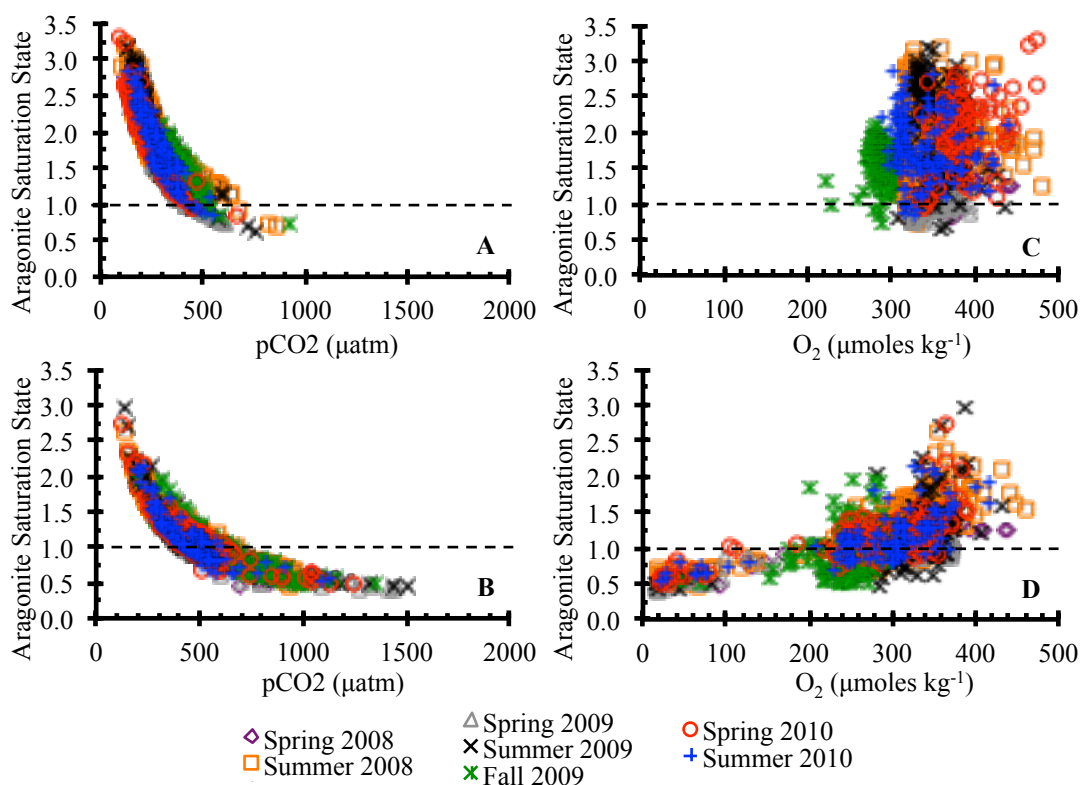 3.5
3.0
2.5
2.0
1.5
1.0
0.5
0.0
Aragonite Saturation State
0 500 1000 1500 2000
pCO2 (μatm)
A
3.5
3.0
2.5
2.0
1.5
1.0
0.5
0.0
Aragonite Saturation State
0 100 200 300 400 500
O2 (μmoles kg-1)
C
3.5
3.0
2.5
2.0
1.5
1.0
0.5
0.0
Aragonite Saturation State
0 500 1000 1500 2000
pCO2 (μatm)
B
3.5
3.0
2.5
2.0
1.5
1.0
0.5
0.0
Aragonite Saturation State
0 100 200 300 400 500
O2 (μmoles kg-1)
D
Spring 2008
Summer 2008
Spring 2009
Summer 2009
Fall 2009
Spring 2010
Summer 2010